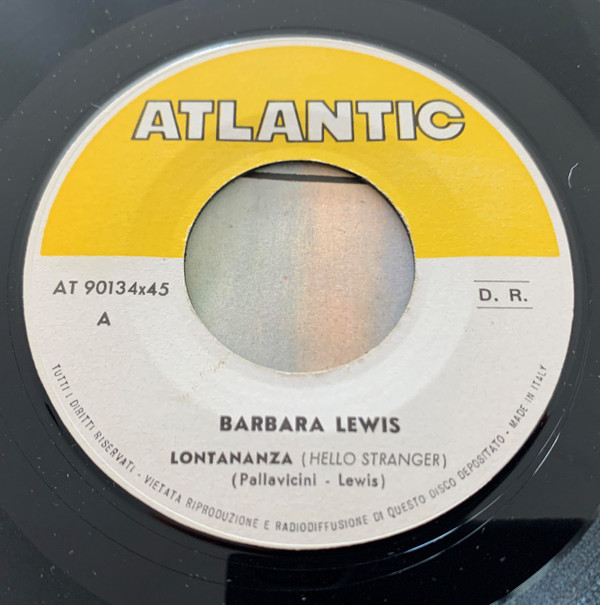 ATLANTIC
AT 90134x45
D. R.
A
BARBARA LEWIS
LONTANANZA (HELLO STRANGER)
(Pallavicini - Lewis)
TUTTI I DIRITTI RISERVATI - VIETATA RIPRODUZIONE E RADIODIFFUSIONE DI QUESTO DISCO DEPOSITATO - MADE IN ITALY